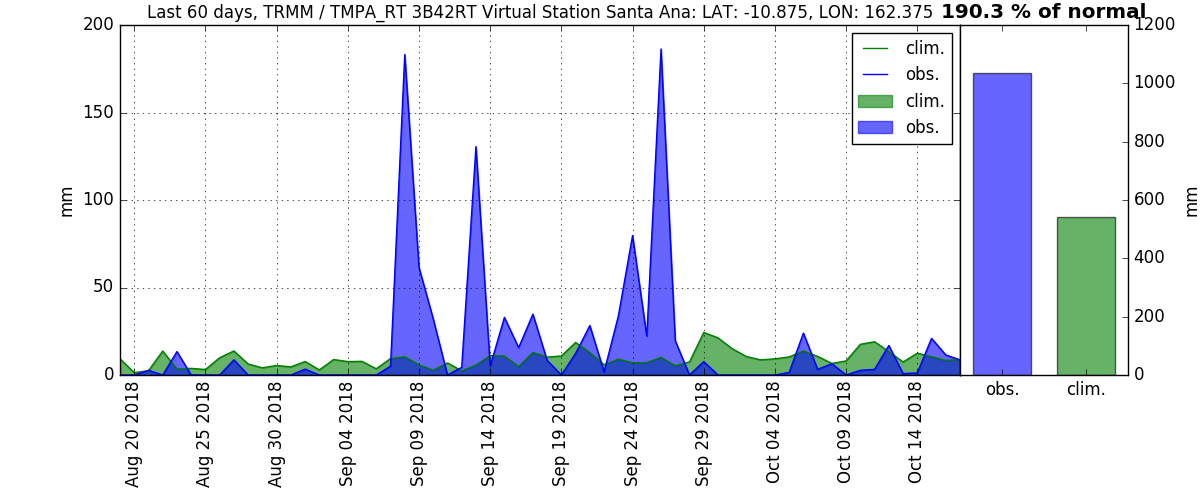 Last 60 days, TRMM / TMPA_RT 3B42RT Virtual Station Santa Ana: LAT: -10.875, LON: 162.375 190.3 % of normal
200
150
100
50
0
mm
clim.
obs.
clim.
obs.
Aug 20 2018
Aug 25 2018
Aug 30 2018
Sep 04 2018
Sep 09 2018
Sep 14 2018
Sep 19 2018
Sep 24 2018
Sep 29 2018
Oct 04 2018
Oct 09 2018
Oct 14 2018
1200
1000
800
600
400
200
0
mm
obs.
clim.